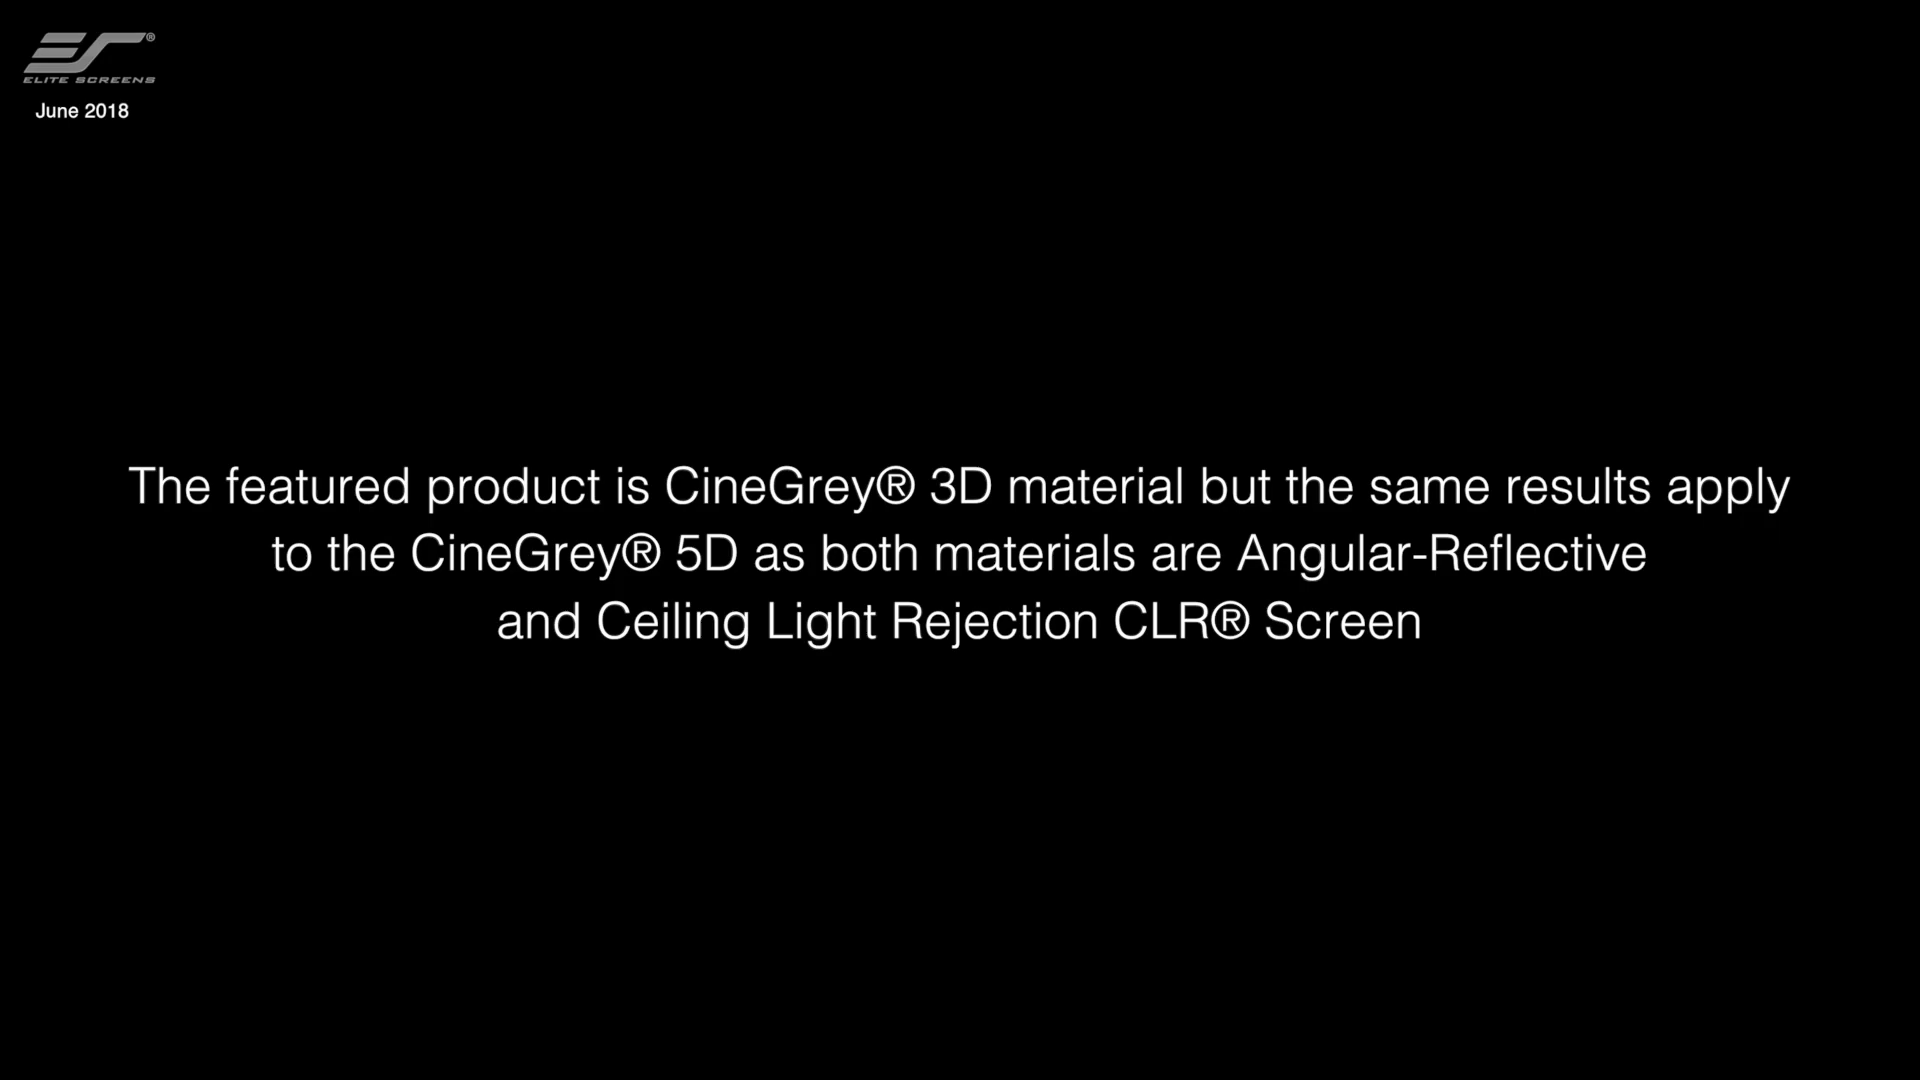 ELITE SCREENS®
June 2018
The featured product is CineGrey® 3D material but the same results apply
to the CineGrey® 5D as both materials are Angular-Reflective
and Ceiling Light Rejection CLR® Screen